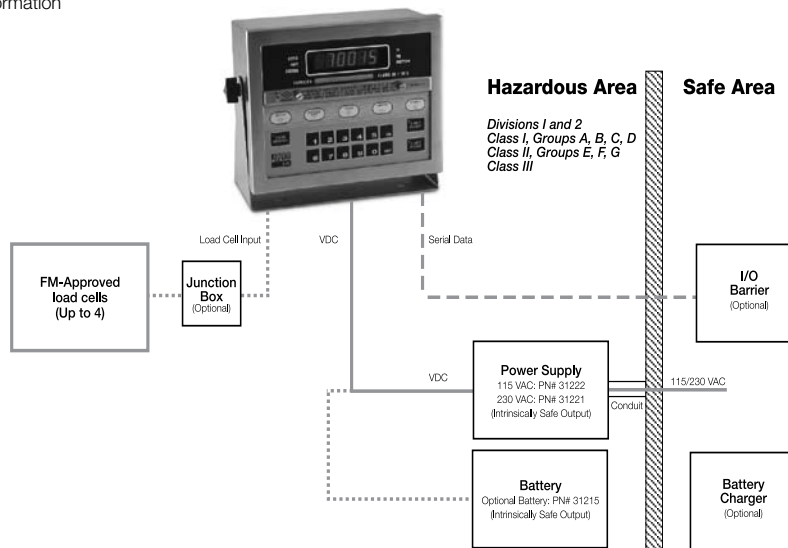 ormation
70015
Hazardous Area
Safe Area
Divisions I and 2
Class I, Groups A, B, C, D
Class II, Groups E, F, G
Class III
Load Cell Input
VDC
Serial Data
FM-Approved
load cells
(Up to 4)
Junction
Box
(Optional)
I/O
Barrier
(Optional)
VDC
Power Supply
115 VAC: PN# 31222
230 VAC: PN# 31221
(Intrinsically Safe Output)
Conduit
115/230 VAC
Battery
Optional Battery: PN# 31215
(Intrinsically Safe Output)
Battery
Charger
(Optional)